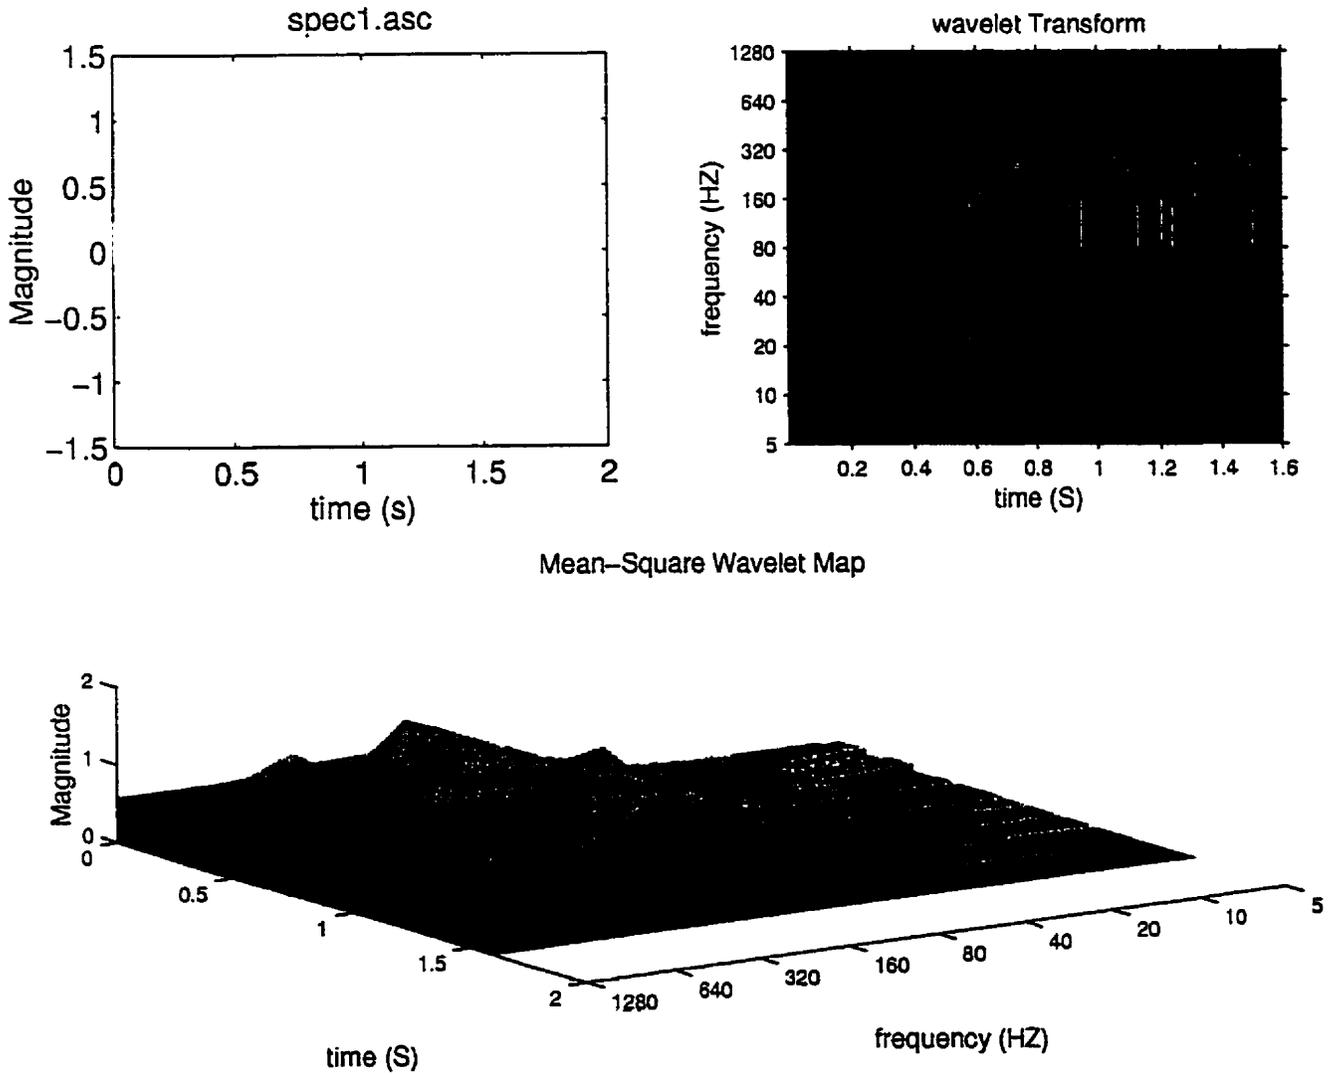 spec1.asc
1.5
1
0.5
0
−0.5
−1
−1.5
Magnitude
0 0.5 1 1.5 2
time (s)
wavelet Transform
1280
640
320
160
80
40
20
10
5
frequency (HZ)
0.2 0.4 0.6 0.8 1 1.2 1.4 1.6
time (S)
Mean−Square Wavelet Map
2
1
0
Magnitude
0
0.5
1
1.5
2
time (S)
1280 640 320 160 80 40 20 10 5
frequency (HZ)